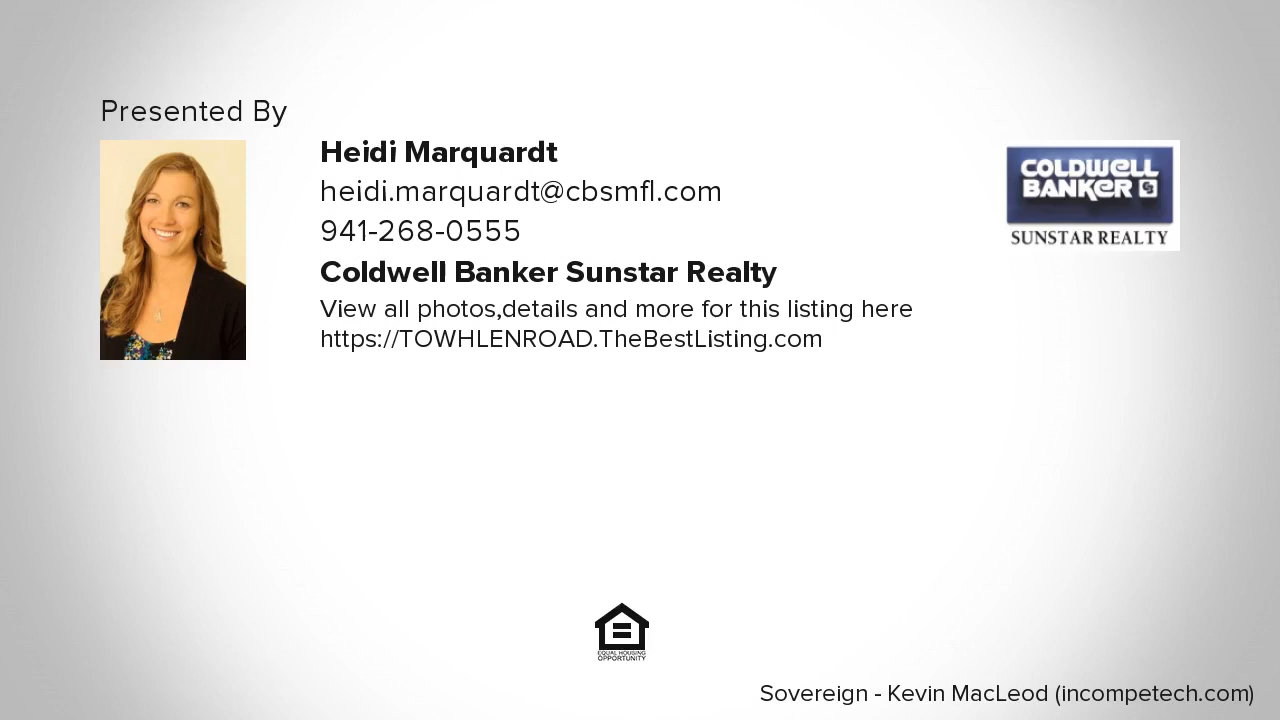 Presented By
Heidi Marquardt
heidi.marquardt@cbsmfl.com
941-268-0555
Coldwell Banker Sunstar Realty
View all photos,details and more for this listing here
https://TOWHLENROAD.TheBestListing.com
COLDWELL
BANKER CB
SUNSTAR REALTY
EQUAL HOUSING
OPPORTUNITY
Sovereign - Kevin MacLeod (incompetech.com)